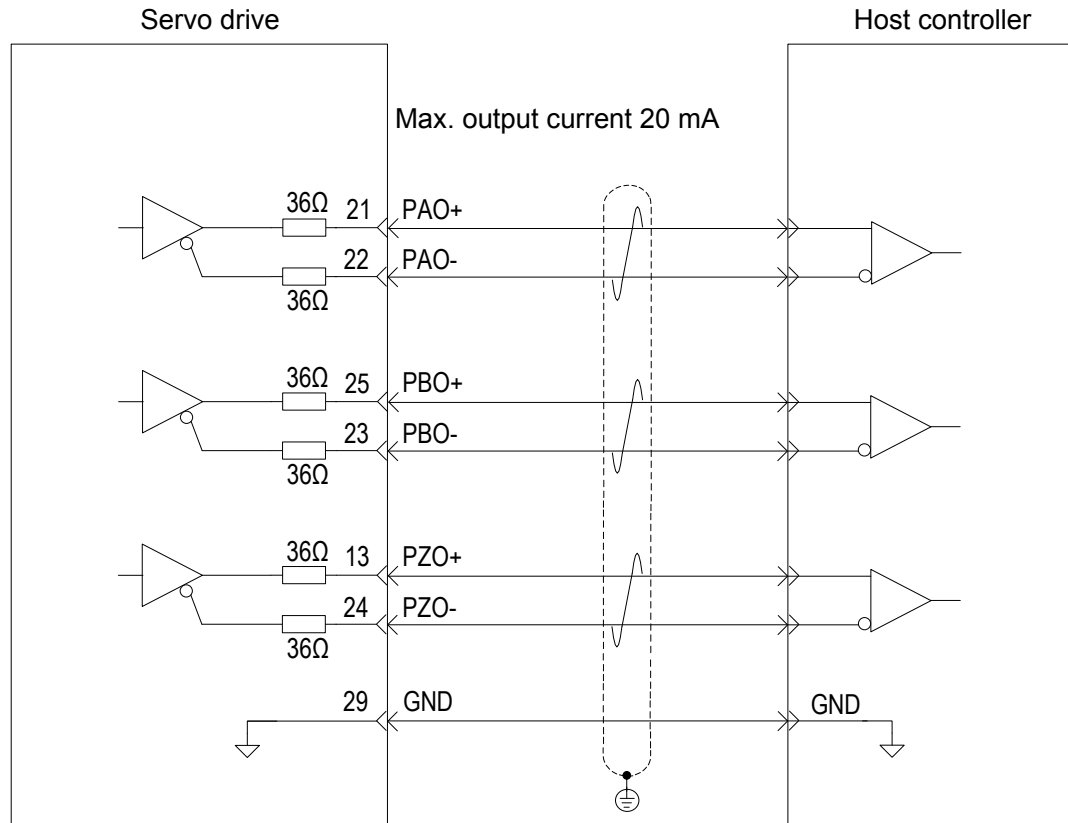 Servo drive
Host controller
Max. output current 20 mA
36Ω 21 PAO+
22 PAO-
36Ω
36Ω 25 PBO+
23 PBO-
36Ω
36Ω 13 PZO+
24 PZO-
36Ω
29 GND
GND